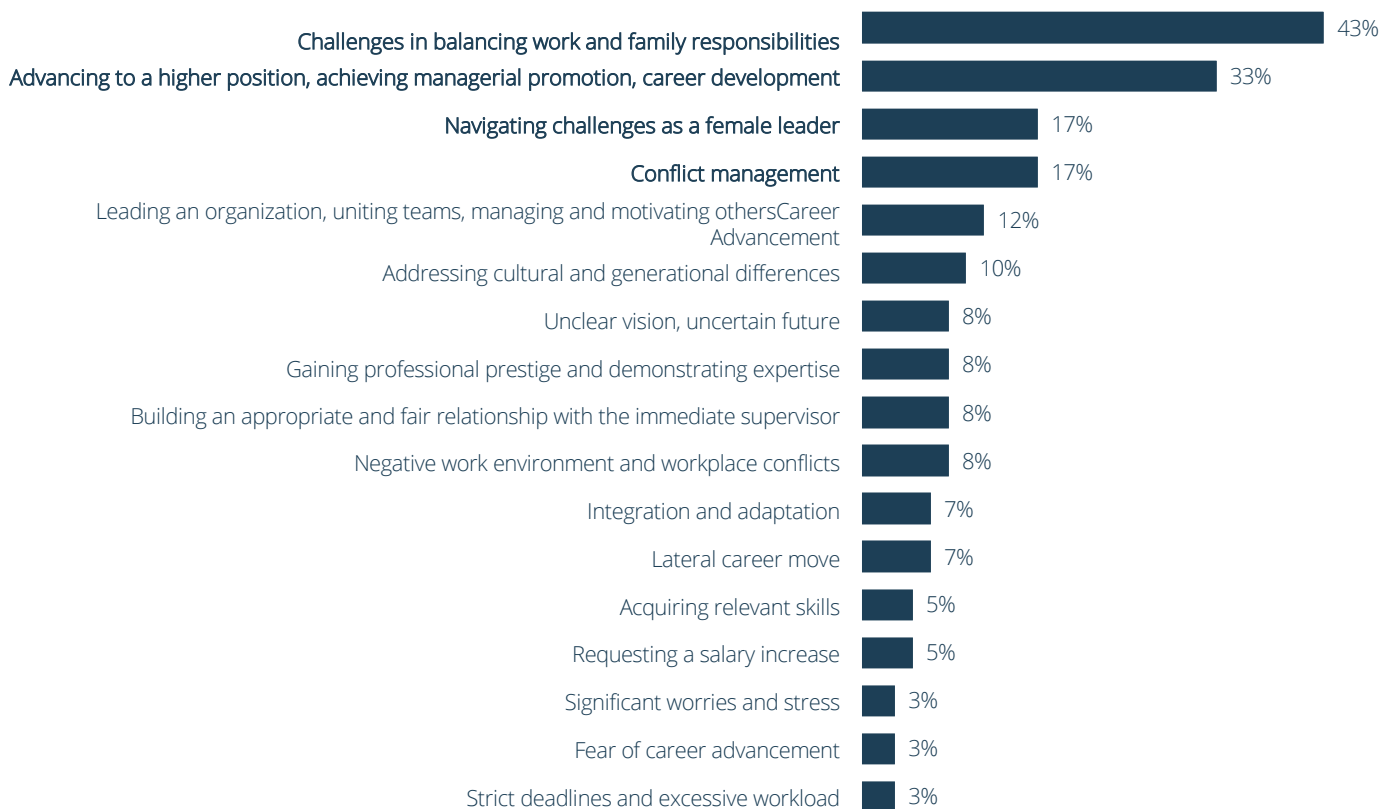 Challenges in balancing work and family responsibilities 43%
Advancing to a higher position, achieving managerial promotion, career development 33%
Navigating challenges as a female leader 17%
Conflict management 17%
Leading an organization, uniting teams, managing and motivating othersCareer
Advancement 12%
Addressing cultural and generational differences 10%
Unclear vision, uncertain future 8%
Gaining professional prestige and demonstrating expertise 8%
Building an appropriate and fair relationship with the immediate supervisor 8%
Negative work environment and workplace conflicts 8%
Integration and adaptation 7%
Lateral career move 7%
Acquiring relevant skills 5%
Requesting a salary increase 5%
Significant worries and stress 3%
Fear of career advancement 3%
Strict deadlines and excessive workload 3%